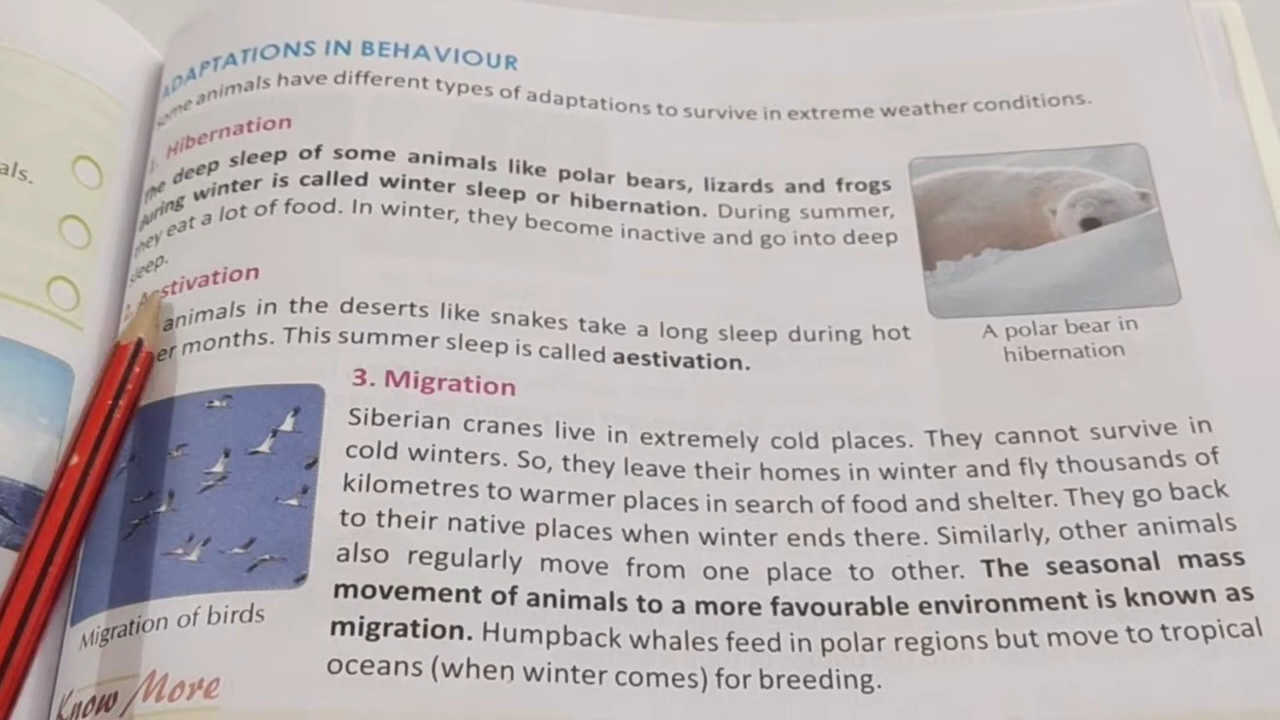 als.
ADAPTATIONS IN BEHAVIOUR
Some animals have different types of adaptations to survive in extreme weather conditions.
1. Hibernation
The deep sleep of some animals like polar bears, lizards and frogs
during winter is called winter sleep or hibernation. During summer,
they eat a lot of food. In winter, they become inactive and go into deep
sleep.
A polar bear in
hibernation
2. Aestivation
animals in the deserts like snakes take a long sleep during hot
er months. This summer sleep is called aestivation.
3. Migration
Siberian cranes live in extremely cold places. They cannot survive in
cold winters. So, they leave their homes in winter and fly thousands of
kilometres to warmer places in search of food and shelter. They go back
to their native places when winter ends there. Similarly, other animals
also regularly move from one place to other. The seasonal mass
movement of animals to a more favourable environment is known as
migration. Humpback whales feed in polar regions but move to tropical
oceans (when winter comes) for breeding.
Migration of birds
Know More